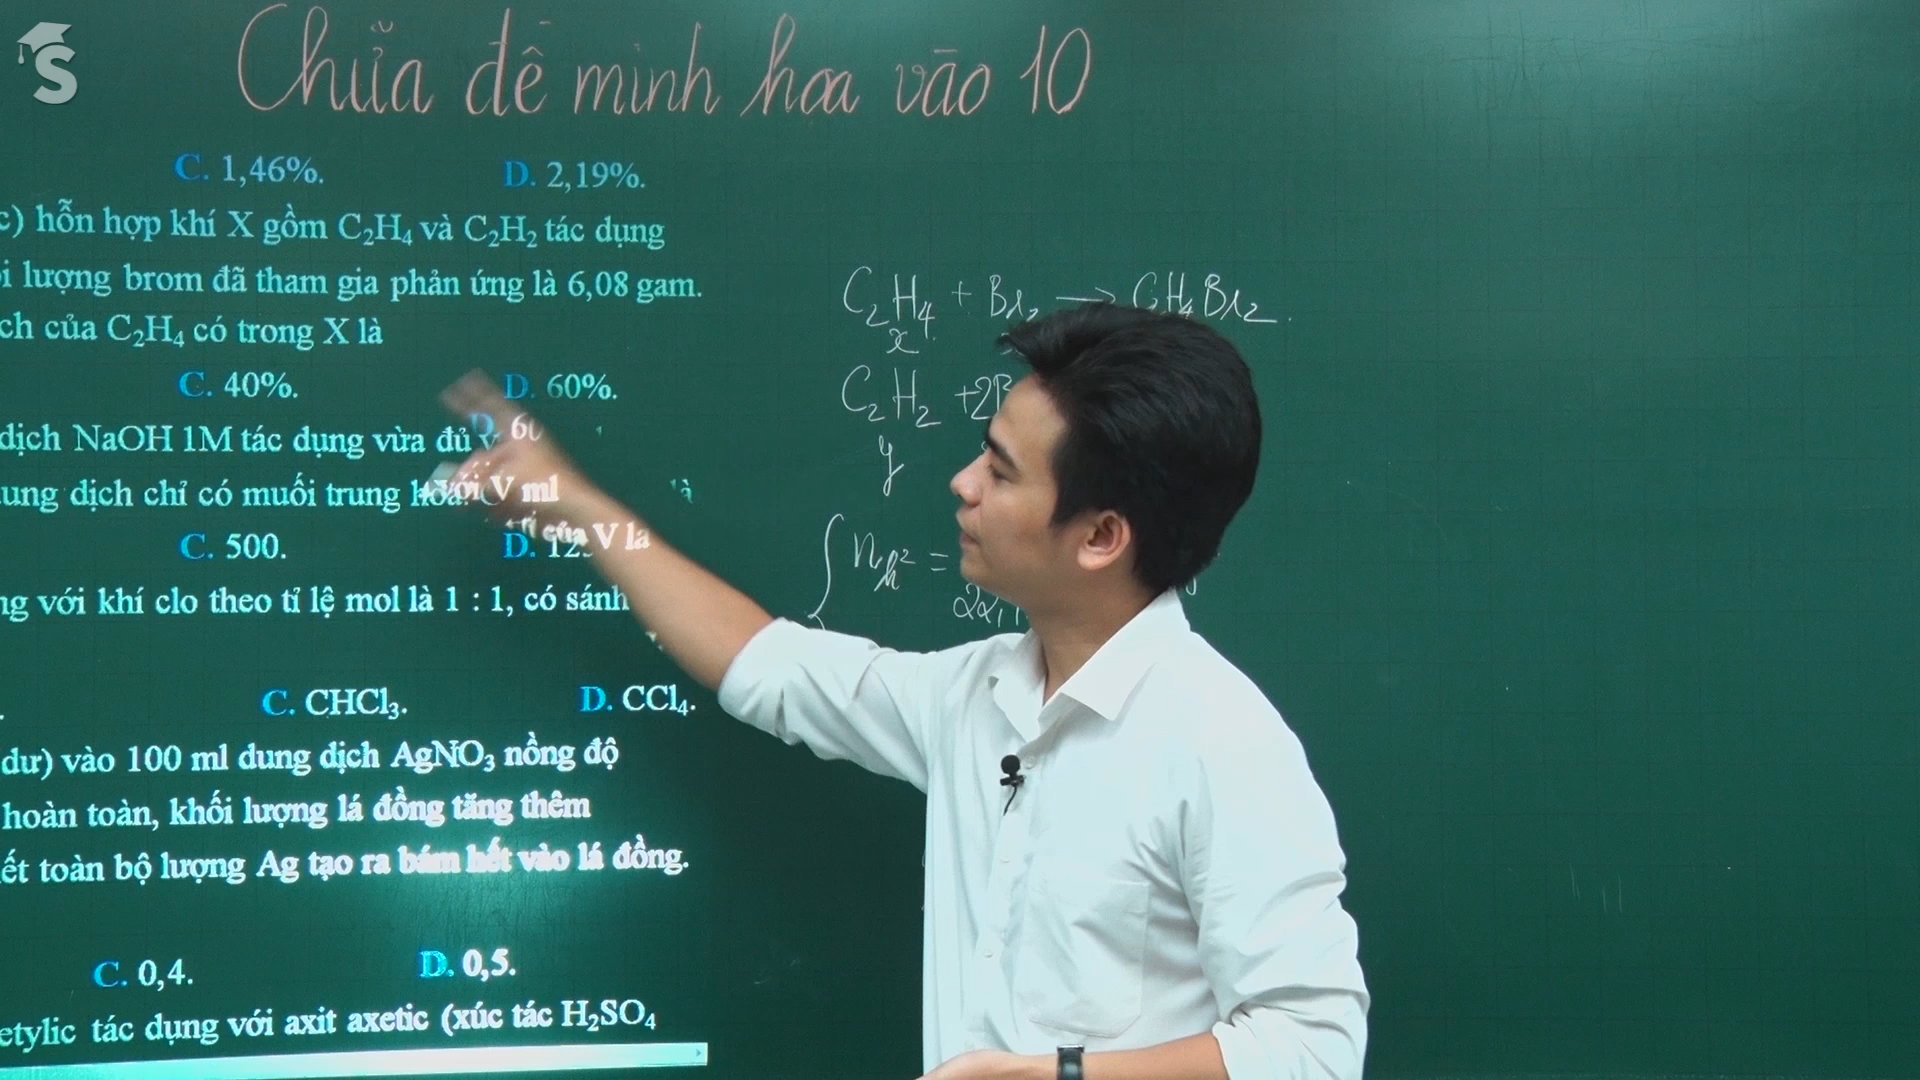 S
Chữa đề minh họa vào 10
C. 1,46%. D. 2,19%.
c) hỗn hợp khí X gồm C₂H₄ và C₂H₂ tác dụng
i lượng brom đã tham gia phản ứng là 6,08 gam.
ch của C₂H₄ có trong X là
C. 40%. D. 60%.
dịch NaOH 1M tác dụng vừa đủ với V ml
ung dịch chỉ có muối trung hòa. của V là
C. 500. D.
ng với khí clo theo tỉ lệ mol là 1 : 1, có sánh
C. CHCl₃. D. CCl₄.
dư) vào 100 ml dung dịch AgNO₃ nồng độ
hoàn toàn, khối lượng lá đồng tăng thêm
ết toàn bộ lượng Ag tạo ra bám hết vào lá đồng.
C. 0,4. D. 0,5.
etylic tác dụng với axit axetic (xúc tác H₂SO₄
C₂H₄ + Br₂ → C₂H₄Br₂.
x
C₂H₂ + 2B
y